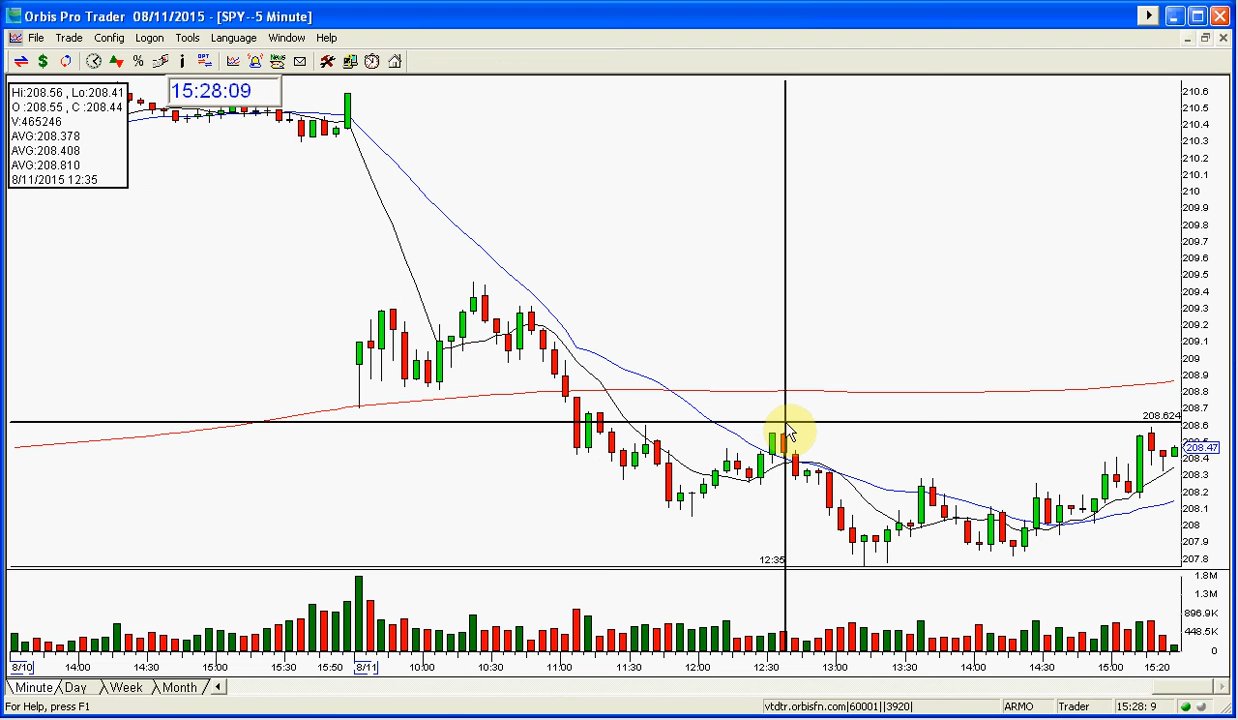 Orbis Pro Trader 08/11/2015 - [SPY--5 Minute]
File Trade Config Logon Tools Language Window Help
15:28:09
Hi:208.56 , Lo:208.41
O :208.55 , C :208.44
V:465246
AVG:208.378
AVG:208.408
AVG:208.810
8/11/2015 12:35
210.6
210.5
210.4
210.3
210.2
210.1
210
209.9
209.8
209.7
209.6
209.5
209.4
209.3
209.2
209.1
209
208.9
208.8
208.7
208.624
208.6
208.47
208.4
208.3
208.2
208.1
208
207.9
207.8
12:35
1.8M
1.3M
896.9K
448.5K
0
8/10 14:00 14:30 15:00 15:30 15:50 8/11 10:00 10:30 11:00 11:30 12:00 12:30 13:00 13:30 14:00 14:30 15:00 15:20
Minute Day Week Month
For Help, press F1 vtdtr.orbisfn.com|60001||3920| ARMO Trader 15:28: 9